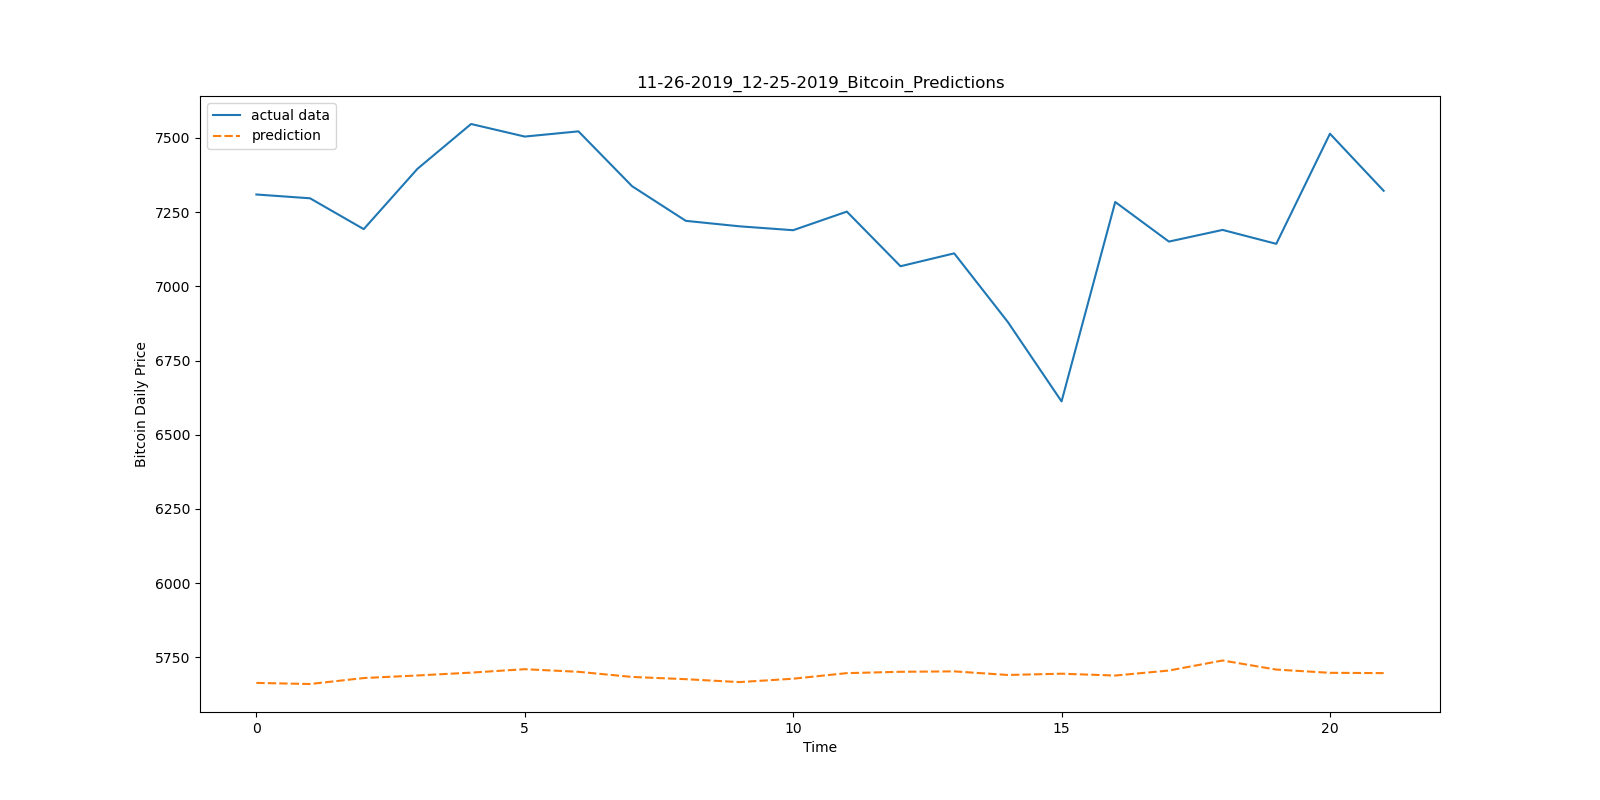 11-26-2019_12-25-2019_Bitcoin_Predictions
actual data
prediction
7500
7250
7000
6750
6500
6250
6000
5750
Bitcoin Daily Price
0 5 10 15 20
Time